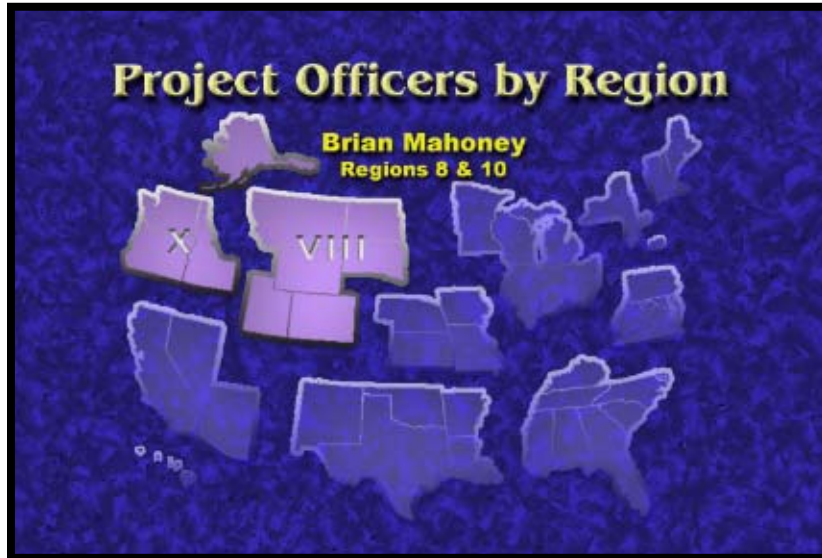 Project Officers by Region
Brian Mahoney
Regions 8 & 10
X
VIII